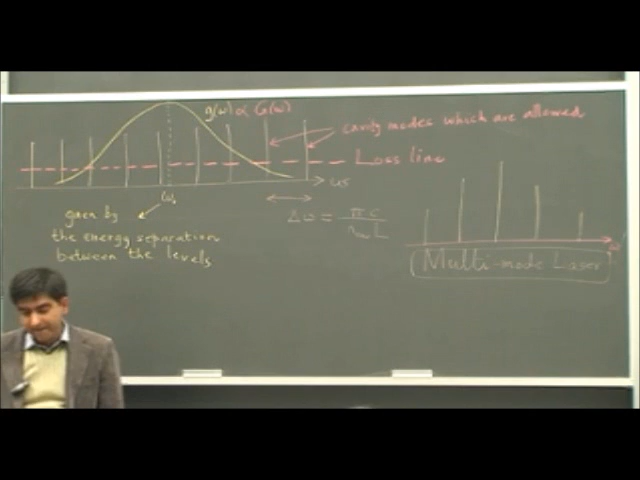 g(ω) ∝ G(ω)
cavity modes which are allowed
Loss line
ω
ω₀
given by
the energy separation
between the levels
Δω = πc
L
ω
Multi-mode Laser